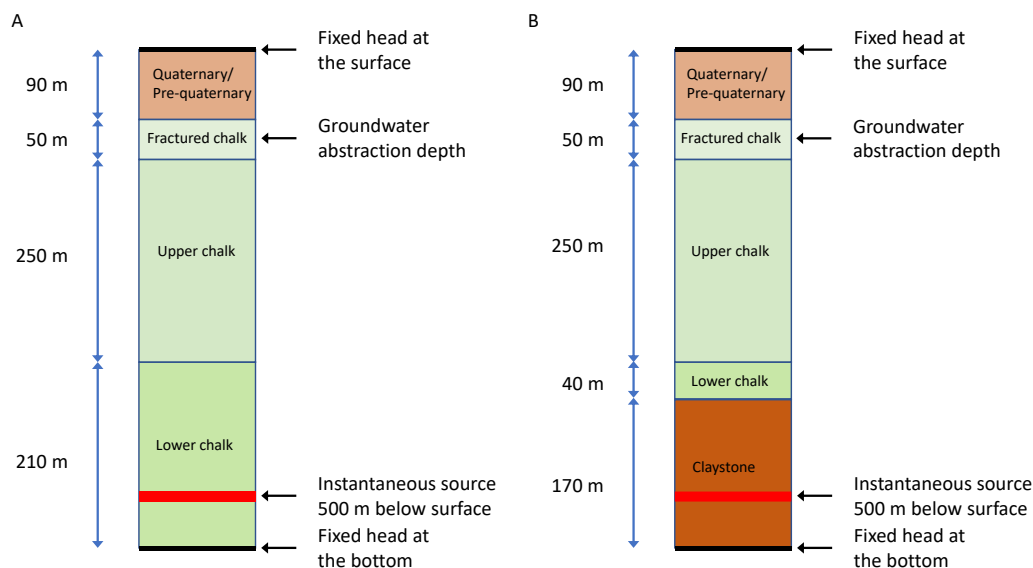 A
Fixed head at
the surface
90 m
Quaternary/
Pre-quaternary
50 m
Fractured chalk
Groundwater
abstraction depth
250 m
Upper chalk
210 m
Lower chalk
Instantaneous source
500 m below surface
Fixed head at
the bottom
B
Fixed head at
the surface
90 m
Quaternary/
Pre-quaternary
50 m
Fractured chalk
Groundwater
abstraction depth
250 m
Upper chalk
40 m
Lower chalk
170 m
Claystone
Instantaneous source
500 m below surface
Fixed head at
the bottom